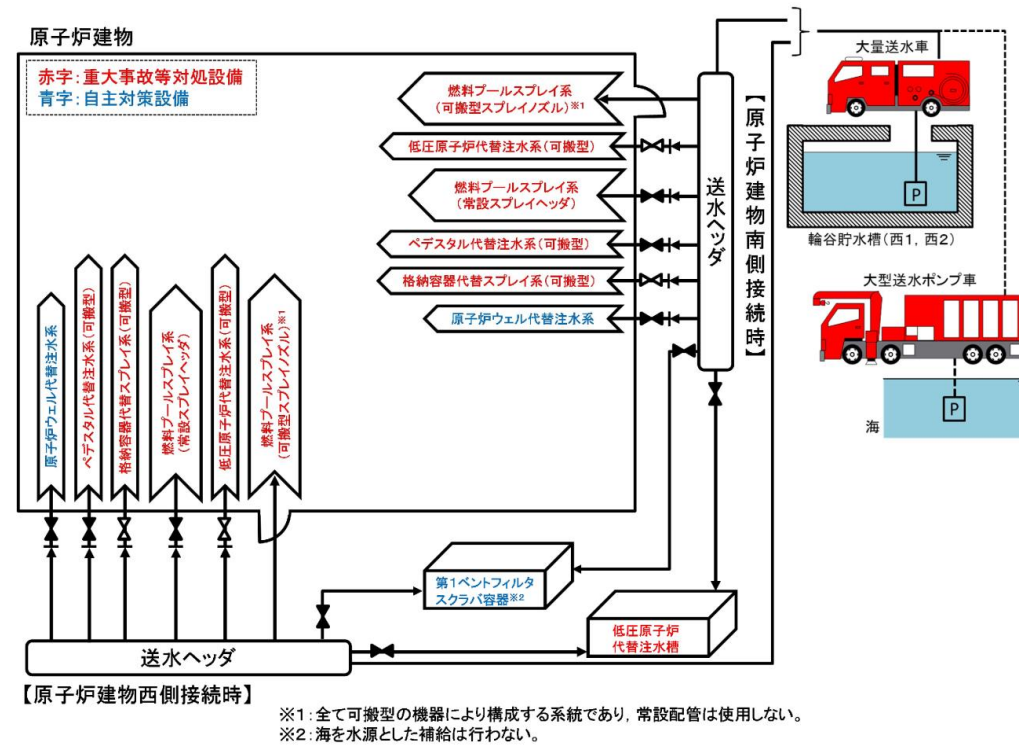 原子炉建物
赤字:重大事故等対処設備
青字:自主対策設備
燃料プールスプレイ系
(可搬型スプレイノズル)※1
低圧原子炉代替注水系(可搬型)
燃料プールスプレイ系
(常設スプレイヘッダ)
ペデスタル代替注水系(可搬型)
格納容器代替スプレイ系(可搬型)
原子炉ウェル代替注水系
送水ヘッダ
【原子炉建物南側接続時】
大量送水車
P
輪谷貯水槽(西1,西2)
大型送水ポンプ車
P
海
原子炉ウェル代替注水系
ペデスタル代替注水系(可搬型)
格納容器代替スプレイ系(可搬型)
燃料プールスプレイ系
(常設スプレイヘッダ)
低圧原子炉代替注水系(可搬型)
燃料プールスプレイ系
(可搬型スプレイノズル)※1
第1ベントフィルタ
スクラバ容器※2
低圧原子炉
代替注水槽
送水ヘッダ
【原子炉建物西側接続時】
※1:全て可搬型の機器により構成する系統であり,常設配管は使用しない。
※2:海を水源とした補給は行わない。